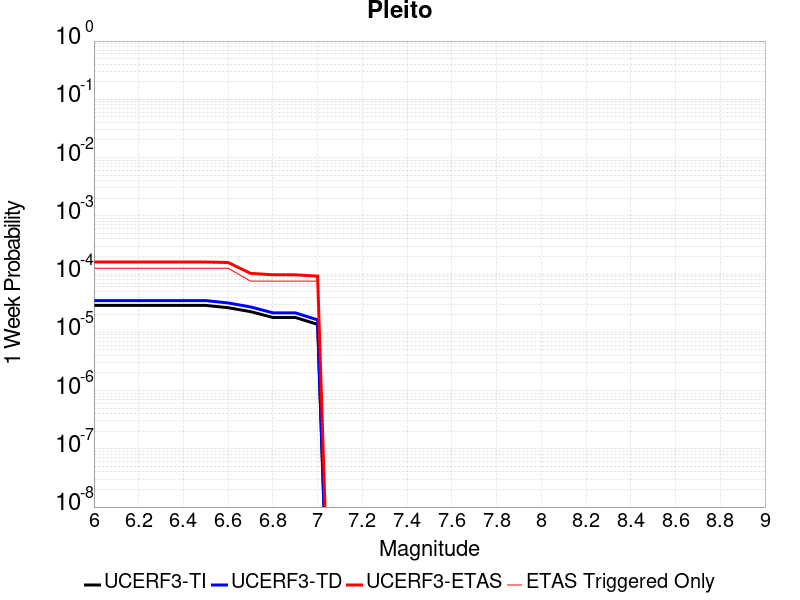 Pleito
1 Week Probability
10^0
10^-1
10^-2
10^-3
10^-4
10^-5
10^-6
10^-7
10^-8
6 6.2 6.4 6.6 6.8 7 7.2 7.4 7.6 7.8 8 8.2 8.4 8.6 8.8 9
Magnitude
UCERF3-TI UCERF3-TD UCERF3-ETAS ETAS Triggered Only